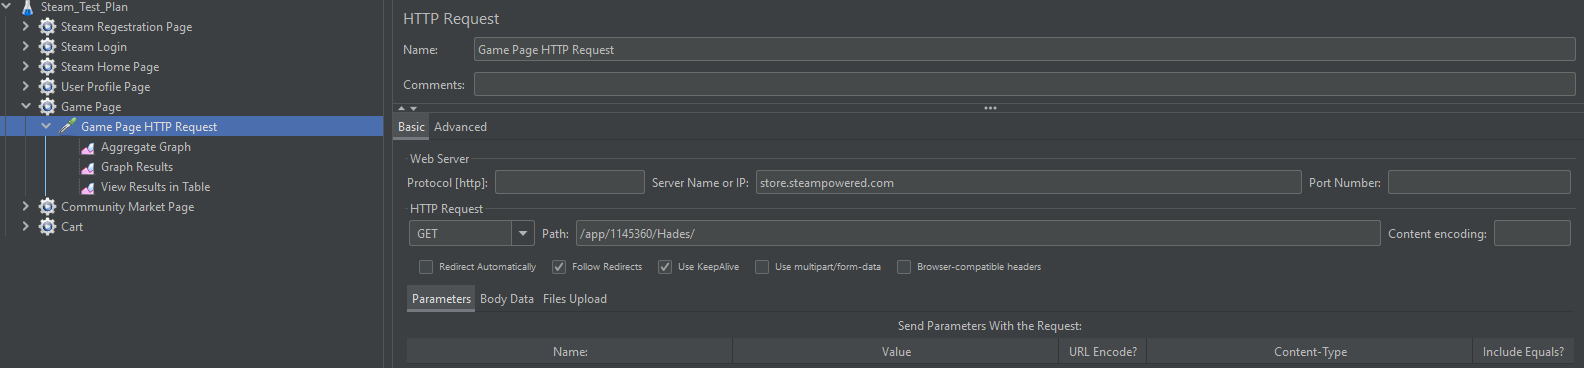 Steam_Test_Plan
Steam Regestration Page
Steam Login
Steam Home Page
User Profile Page
Game Page
Game Page HTTP Request
Aggregate Graph
Graph Results
View Results in Table
Community Market Page
Cart
HTTP Request
Name: Game Page HTTP Request
Comments:
Basic Advanced
Web Server
Protocol [http]: Server Name or IP: store.steampowered.com Port Number:
HTTP Request
GET Path: /app/1145360/Hades/ Content encoding:
Redirect Automatically Follow Redirects Use KeepAlive Use multipart/form-data Browser-compatible headers
Parameters Body Data Files Upload
Send Parameters With the Request:
Name: Value URL Encode? Content-Type Include Equals?